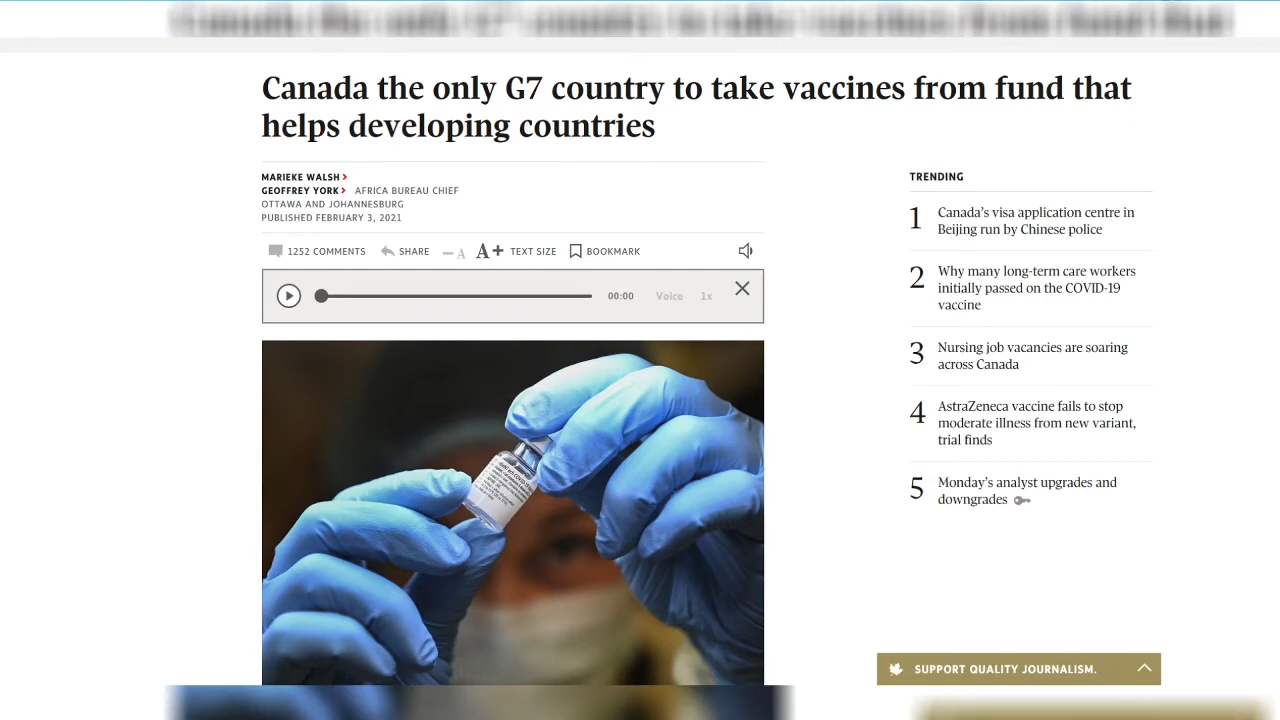 Canada the only G7 country to take vaccines from fund that
helps developing countries
MARIEKE WALSH
GEOFFREY YORK AFRICA BUREAU CHIEF
OTTAWA AND JOHANNESBURG
PUBLISHED FEBRUARY 3, 2021
1252 COMMENTS SHARE A A+ TEXT SIZE BOOKMARK
00:00 Voice 1x
TRENDING
1 Canada's visa application centre in
Beijing run by Chinese police
2 Why many long-term care workers
initially passed on the COVID-19
vaccine
3 Nursing job vacancies are soaring
across Canada
4 AstraZeneca vaccine fails to stop
moderate illness from new variant,
trial finds
5 Monday's analyst upgrades and
downgrades
SUPPORT QUALITY JOURNALISM.